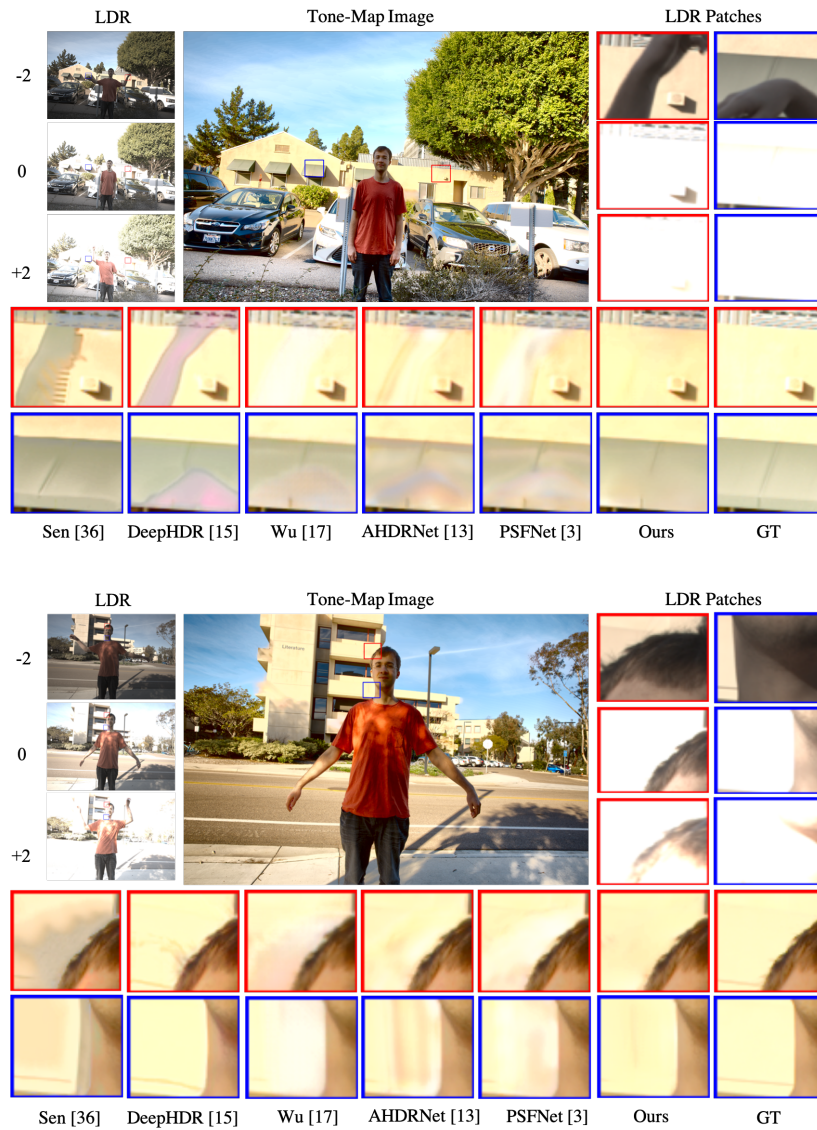 LDR Tone-Map Image LDR Patches
-2
0
+2
Sen [36] DeepHDR [15] Wu [17] AHDRNet [13] PSFNet [3] Ours GT
LDR Tone-Map Image LDR Patches
-2
Literature
0
+2
Sen [36] DeepHDR [15] Wu [17] AHDRNet [13] PSFNet [3] Ours GT